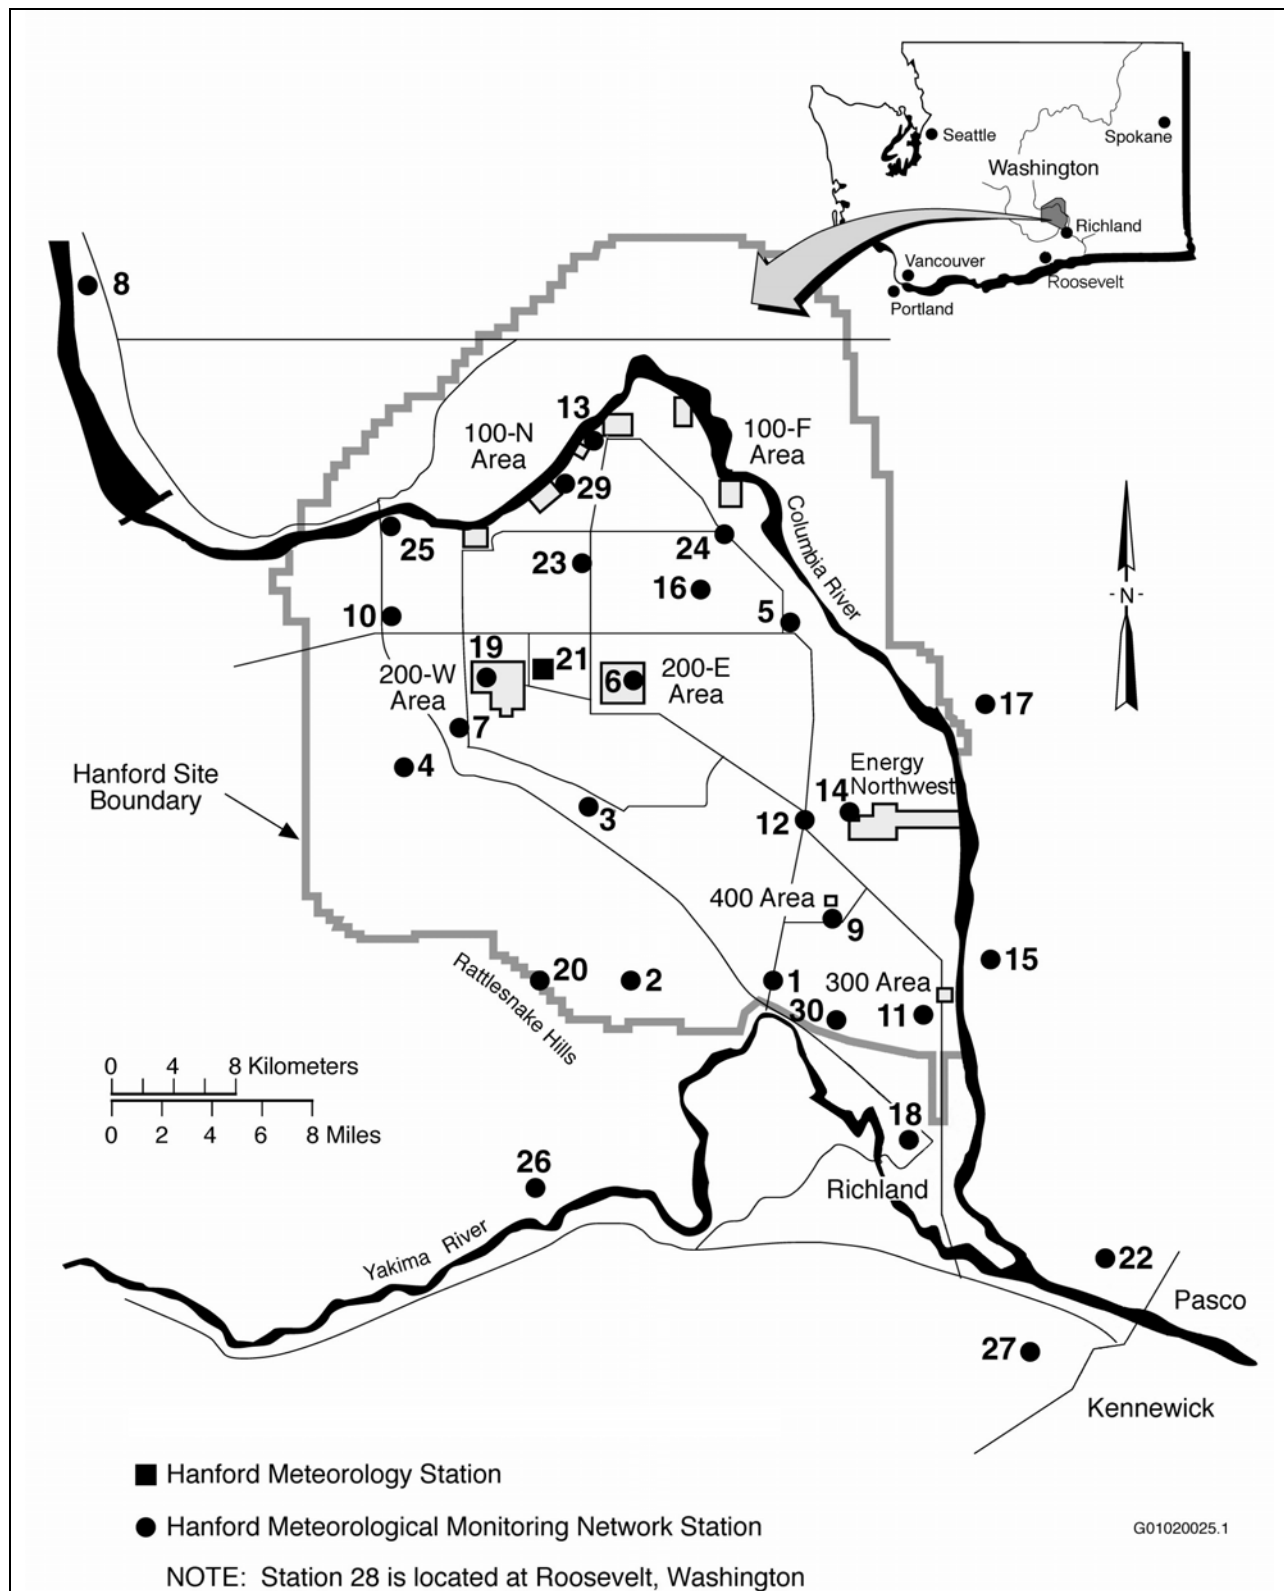 Seattle
Spokane
Washington
Richland
Vancouver
Roosevelt
Portland
8
13
100-N
Area
100-F
Area
29
Columbia River
25
23
24
16
10
5
- N -
19
21
200-W
Area
6
200-E
Area
17
7
4
Hanford Site
Boundary
Energy
Northwest
14
3
12
400 Area
9
15
20
2
1
300 Area
30
11
Rattlesnake Hills
0 4 8 Kilometers
0 2 4 6 8 Miles
18
26
Richland
Yakima River
22
Pasco
27
Kennewick
Hanford Meteorology Station
Hanford Meteorological Monitoring Network Station
G01020025.1
NOTE: Station 28 is located at Roosevelt, Washington